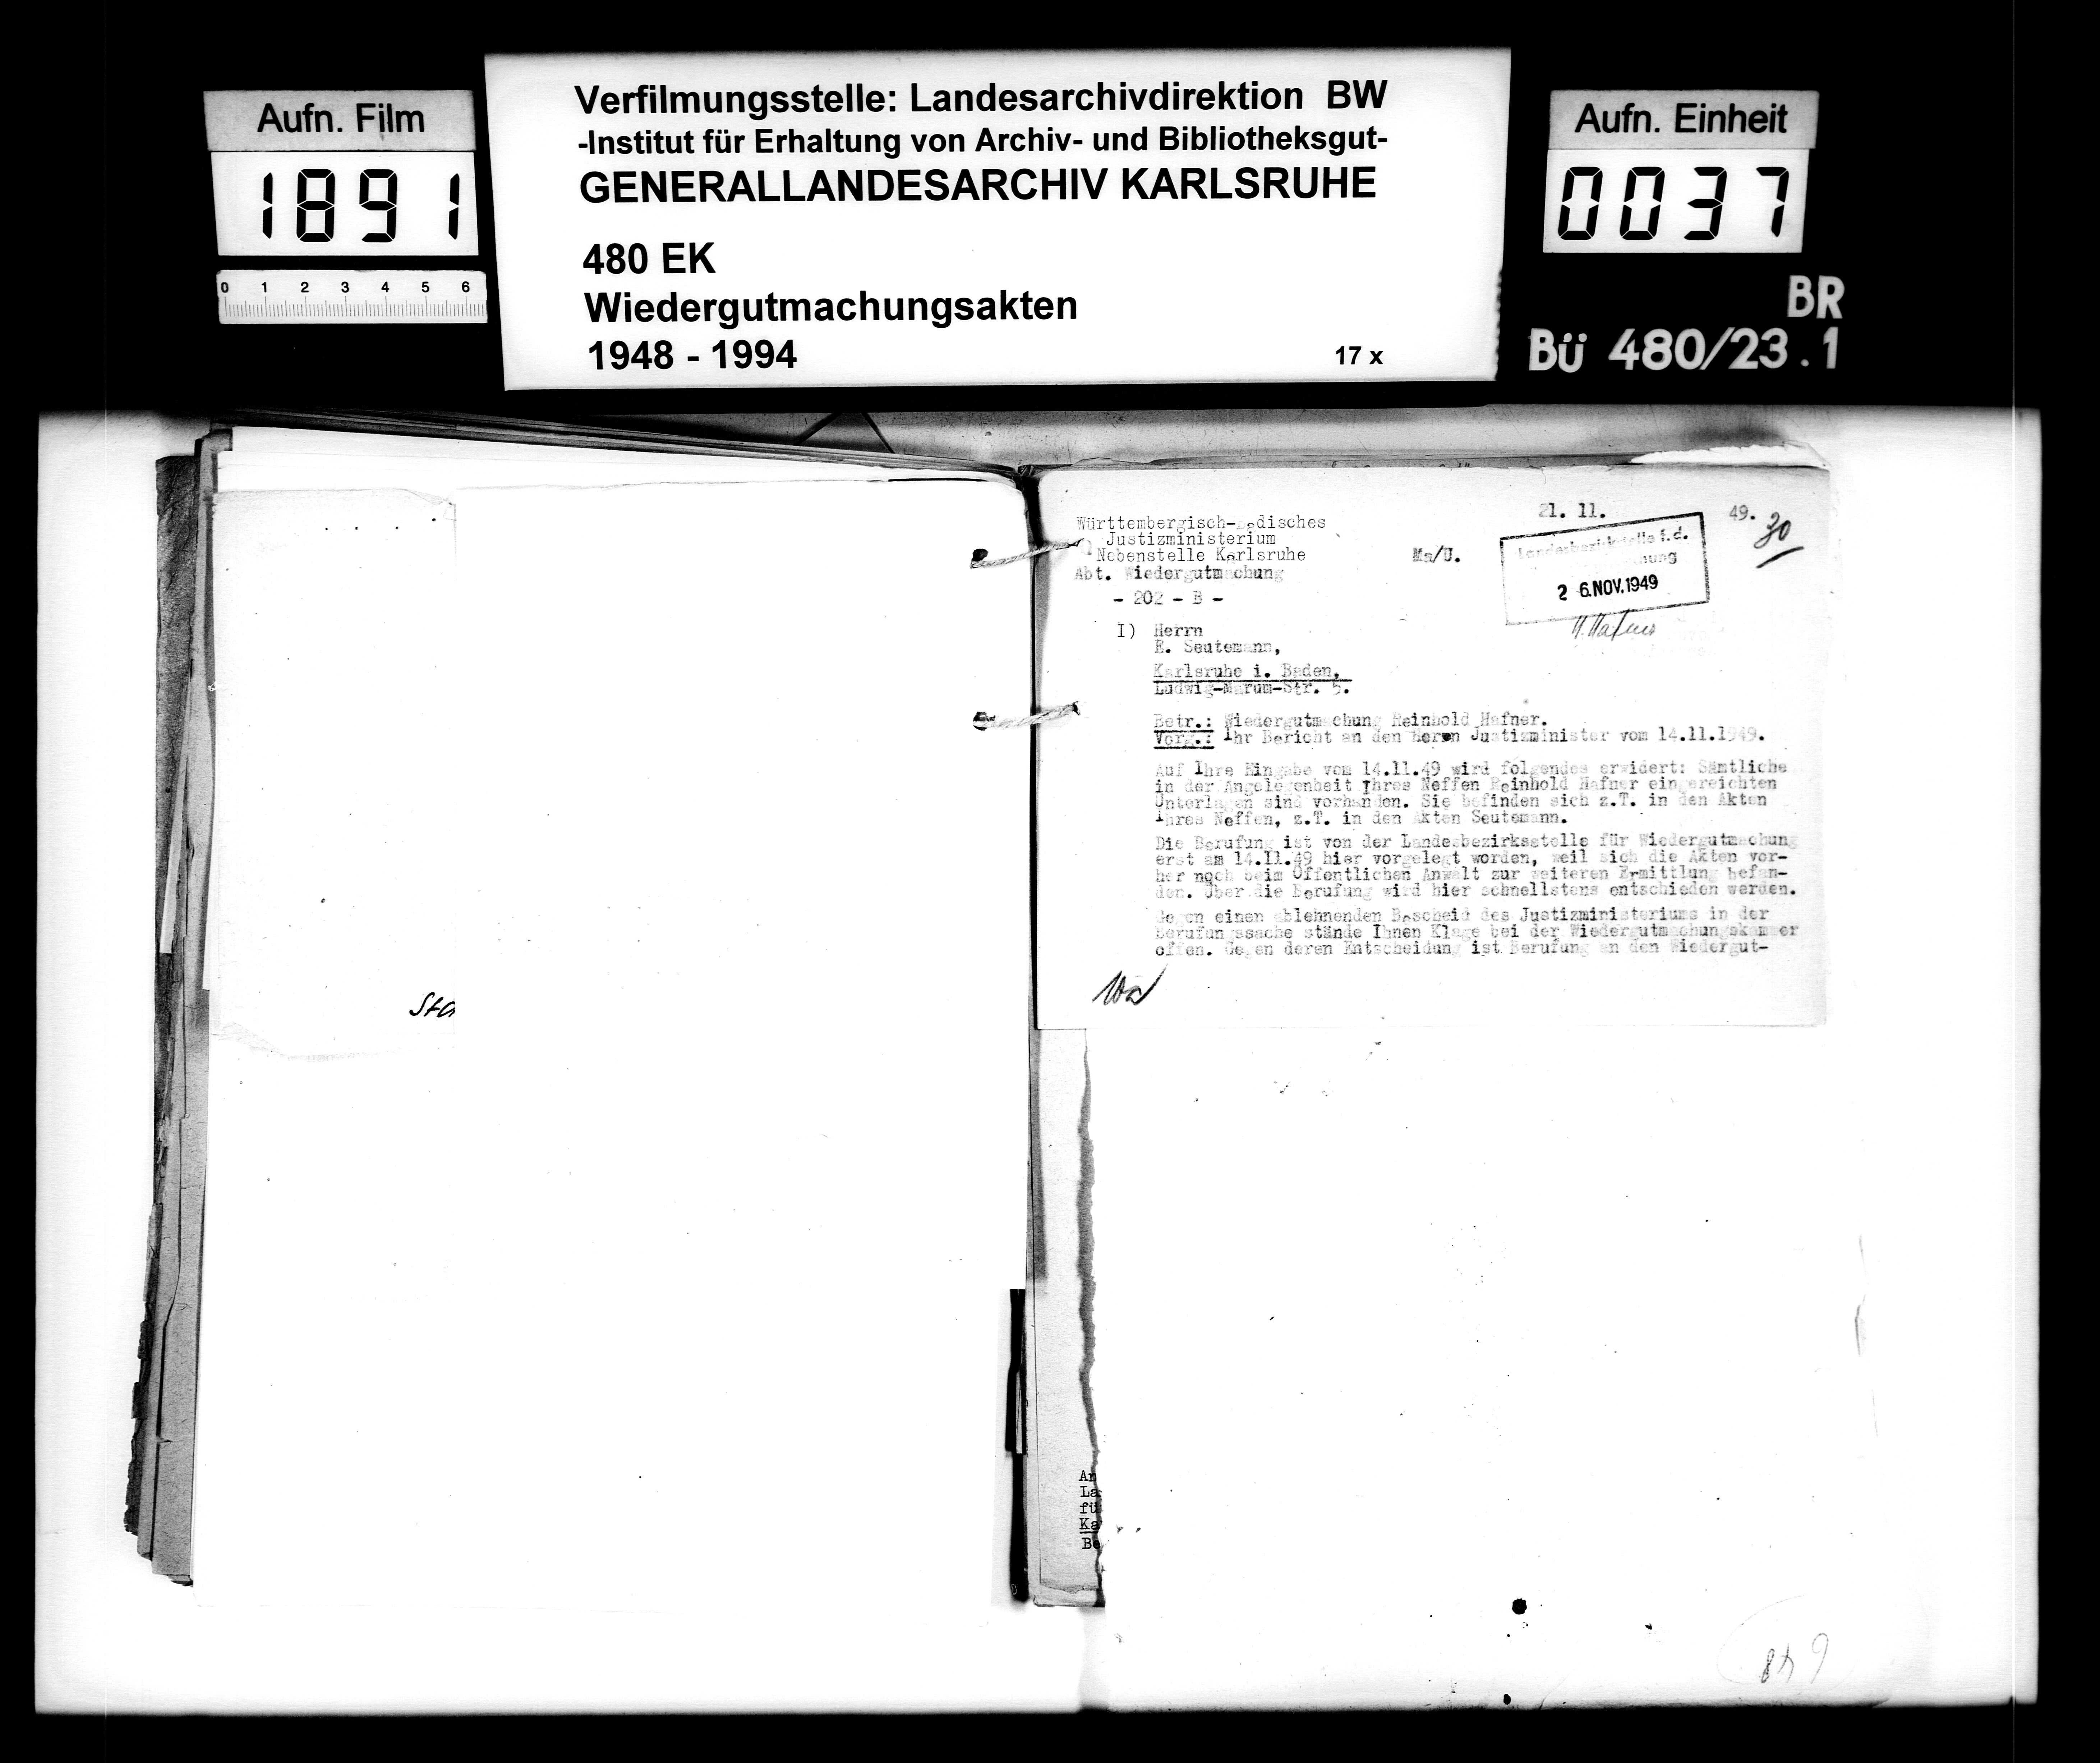 Aufn. Film
1891
0 1 2 3 4 5 6
Verfilmungsstelle: Landesarchivdirektion BW
-Institut für Erhaltung von Archiv- und Bibliotheksgut-
GENERALLANDESARCHIV KARLSRUHE
480 EK
Wiedergutmachungsakten
1948 - 1994
17 x
Aufn. Einheit
0037
BR
Bü 480/23.1
Württembergisch-Badisches
Justizministerium
Nebenstelle Karlsruhe
Abt. Wiedergutmachung
- 202 - B -
Ma/U.
21. 11. 49.
30
Landesbezirksstelle f.d.
2 6. NOV. 1949
I) Herrn
E. Seutemann,
Karlsruhe i. Baden,
Ludwig-Marum-Str. 5.
Betr.: Wiedergutmachung Reinhold Hafner.
Vorg.: Ihr Bericht an den Herrn Justizminister vom 14.11.1949.
Auf Ihre Eingabe vom 14.11.49 wird folgendes erwidert: Sämtliche
in der Angelegenheit Ihres Neffen Reinhold Hafner eingereichten
Unterlagen sind vorhanden. Sie befinden sich z.T. in den Akten
Ihres Neffen, z.T. in den Akten Seutemann.
Die Berufung ist von der Landesbezirksstelle für Wiedergutmachung
erst am 14.11.49 hier vorgelegt worden, weil sich die Akten vor-
her noch beim Öffentlichen Anwalt zur weiteren Ermittlung befan-
den. Über die Berufung wird hier schnellstens entschieden werden.
Gegen einen ablehnenden Bescheid des Justizministeriums in der
Berufungssache stände Ihnen Klage bei der Wiedergutmachungskammer
offen. Gegen deren Entscheidung ist Berufung an den Wiedergut-
Sta
An
La
fü
Ka
Be